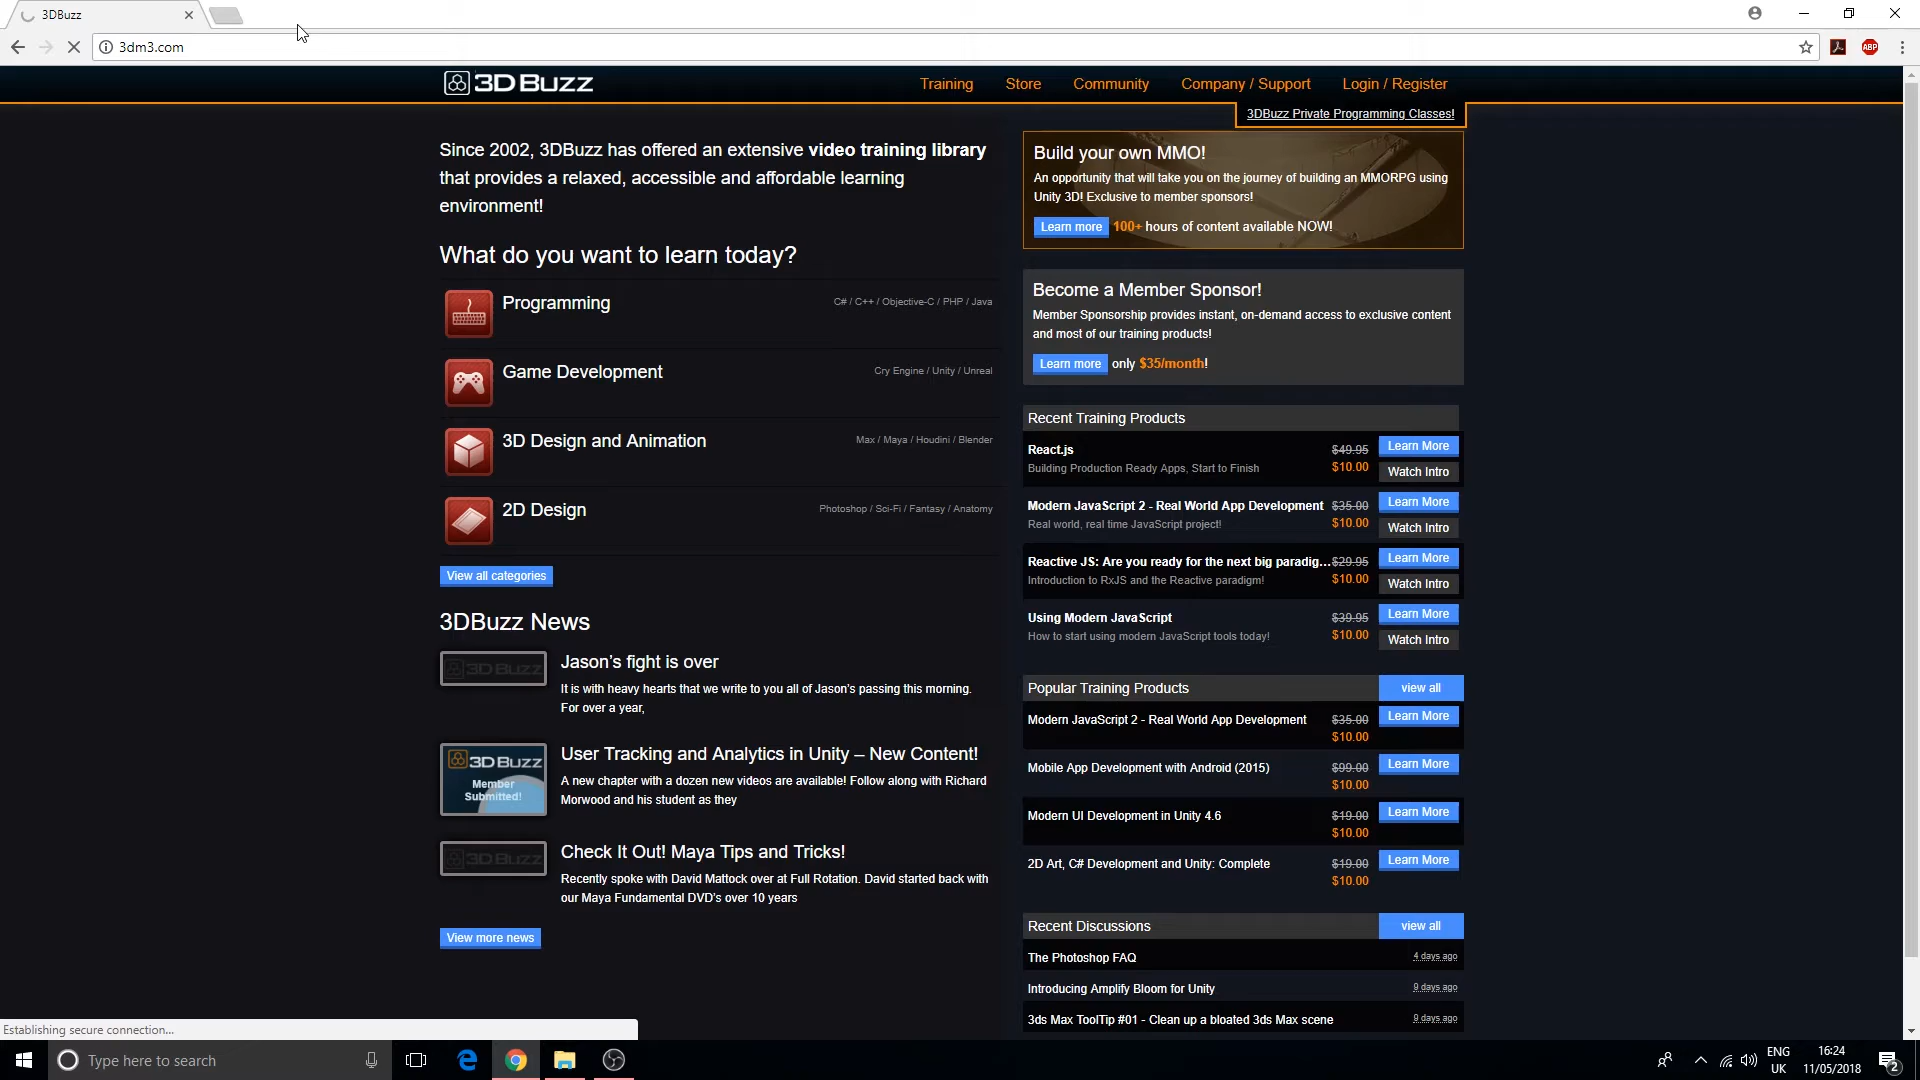 3DBuzz
3dm3.com
ABP
3D Buzz
Training
Store
Community
Company / Support
Login / Register
3DBuzz Private Programming Classes!
Since 2002, 3DBuzz has offered an extensive video training library
that provides a relaxed, accessible and affordable learning
environment!
What do you want to learn today?
Programming
C# / C++ / Objective-C / PHP / Java
Game Development
Cry Engine / Unity / Unreal
3D Design and Animation
Max / Maya / Houdini / Blender
2D Design
Photoshop / Sci-Fi / Fantasy / Anatomy
View all categories
3DBuzz News
3D Buzz
Jason's fight is over
It is with heavy hearts that we write to you all of Jason's passing this morning.
For over a year,
3D Buzz
Member
Submitted!
User Tracking and Analytics in Unity – New Content!
A new chapter with a dozen new videos are available! Follow along with Richard
Morwood and his student as they
3D Buzz
Check It Out! Maya Tips and Tricks!
Recently spoke with David Mattock over at Full Rotation. David started back with
our Maya Fundamental DVD's over 10 years
View more news
Build your own MMO!
An opportunity that will take you on the journey of building an MMORPG using
Unity 3D! Exclusive to member sponsors!
Learn more 100+ hours of content available NOW!
Become a Member Sponsor!
Member Sponsorship provides instant, on-demand access to exclusive content
and most of our training products!
Learn more only $35/month!
Recent Training Products
React.js $49.95 Learn More
Building Production Ready Apps, Start to Finish $10.00 Watch Intro
Modern JavaScript 2 - Real World App Development $35.00 Learn More
Real world, real time JavaScript project! $10.00 Watch Intro
Reactive JS: Are you ready for the next big paradig... $29.95 Learn More
Introduction to RxJS and the Reactive paradigm! $10.00 Watch Intro
Using Modern JavaScript $39.95 Learn More
How to start using modern JavaScript tools today! $10.00 Watch Intro
Popular Training Products view all
Modern JavaScript 2 - Real World App Development $35.00 Learn More
$10.00
Mobile App Development with Android (2015) $99.00 Learn More
$10.00
Modern UI Development in Unity 4.6 $19.00 Learn More
$10.00
2D Art, C# Development and Unity: Complete $19.00 Learn More
$10.00
Recent Discussions view all
The Photoshop FAQ 4 days ago
Introducing Amplify Bloom for Unity 9 days ago
3ds Max ToolTip #01 - Clean up a bloated 3ds Max scene 9 days ago
Establishing secure connection...
Type here to search
ENG
UK
16:24
11/05/2018
2